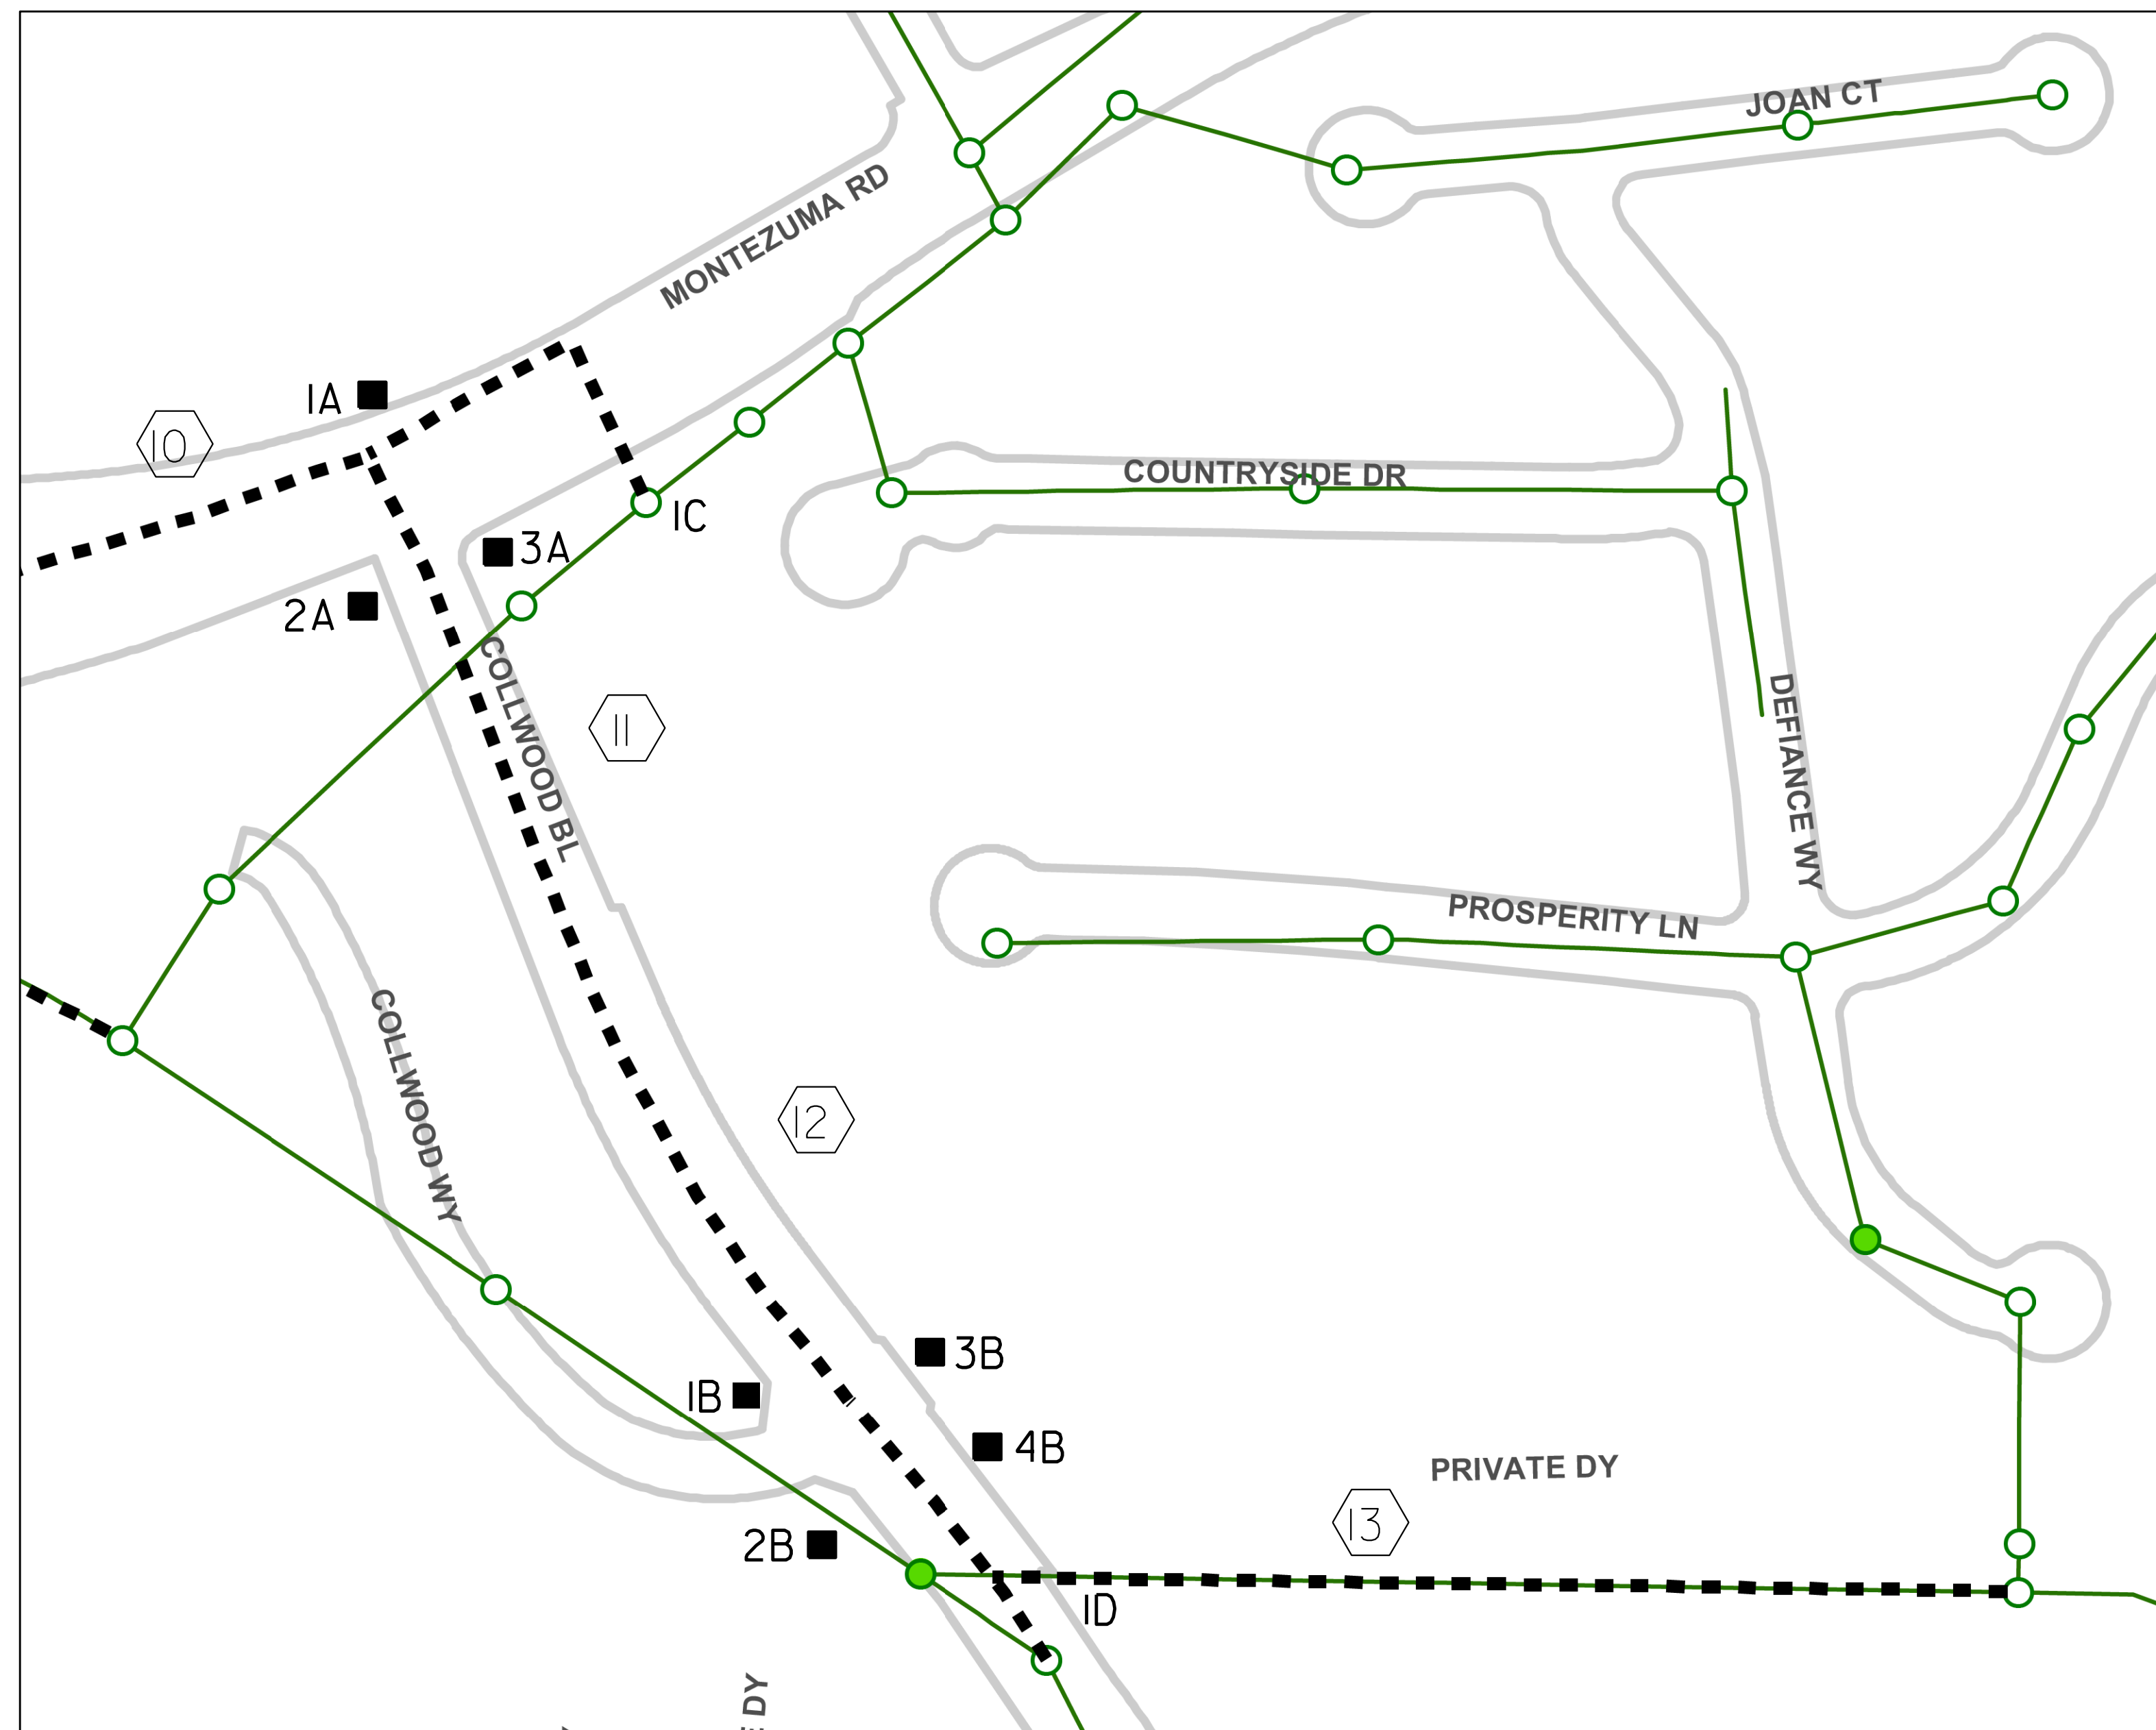 JOAN CT
MONTEZUMA RD
1A
10
COUNTRYSIDE DR
1C
3A
2A
COLLWOOD BL
11
DEFIANCE WY
PROSPERITY LN
COLLWOOD WY
12
3B
1B
4B
PRIVATE DY
13
2B
1D
DY